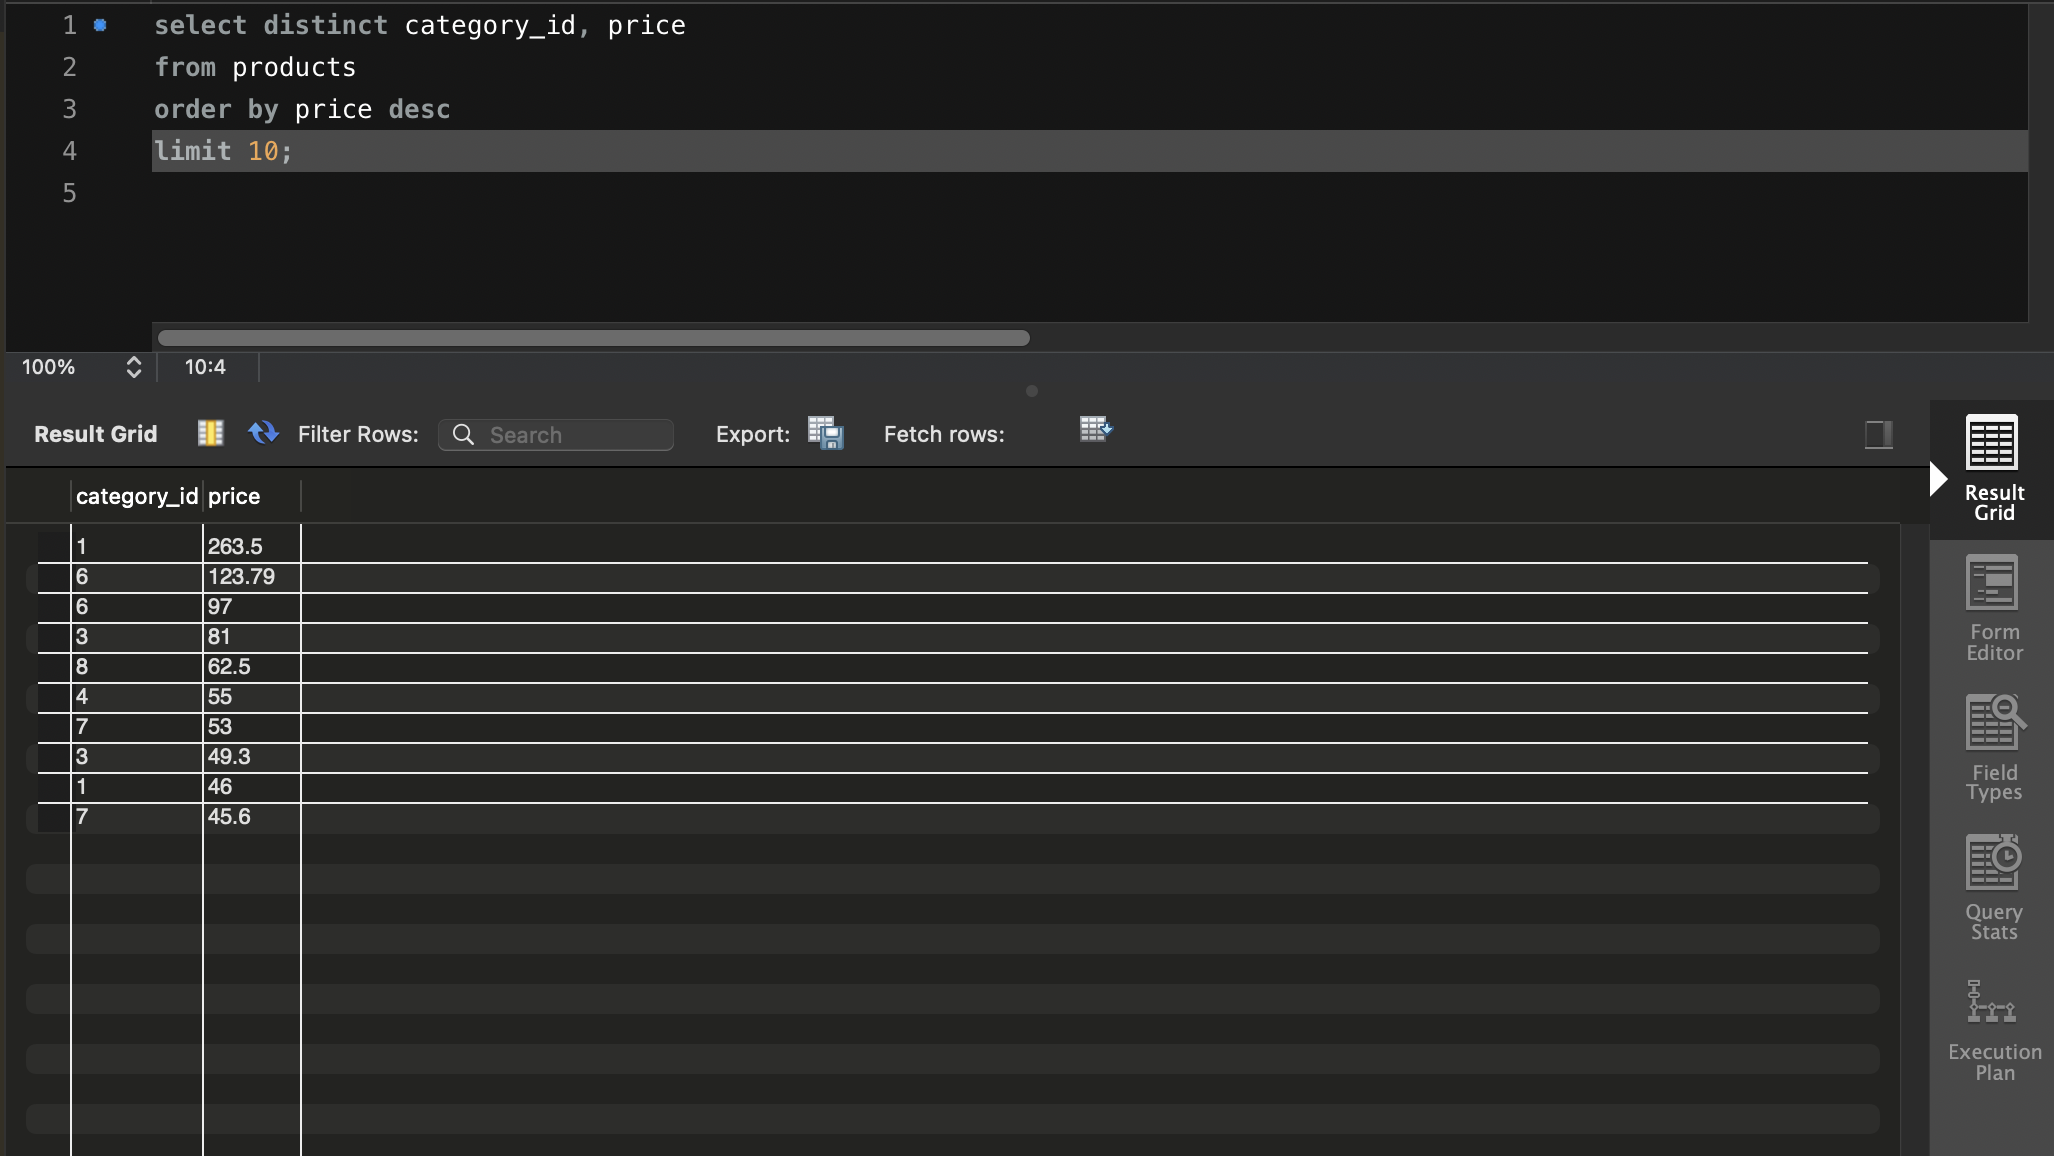 1 select distinct category_id, price
2 from products
3 order by price desc
4 limit 10;
5
100% 10:4
Result Grid Filter Rows: Search Export: Fetch rows:
category_id price
1 263.5
6 123.79
6 97
3 81
8 62.5
4 55
7 53
3 49.3
1 46
7 45.6
Result
Grid
Form
Editor
Field
Types
Query
Stats
Execution
Plan